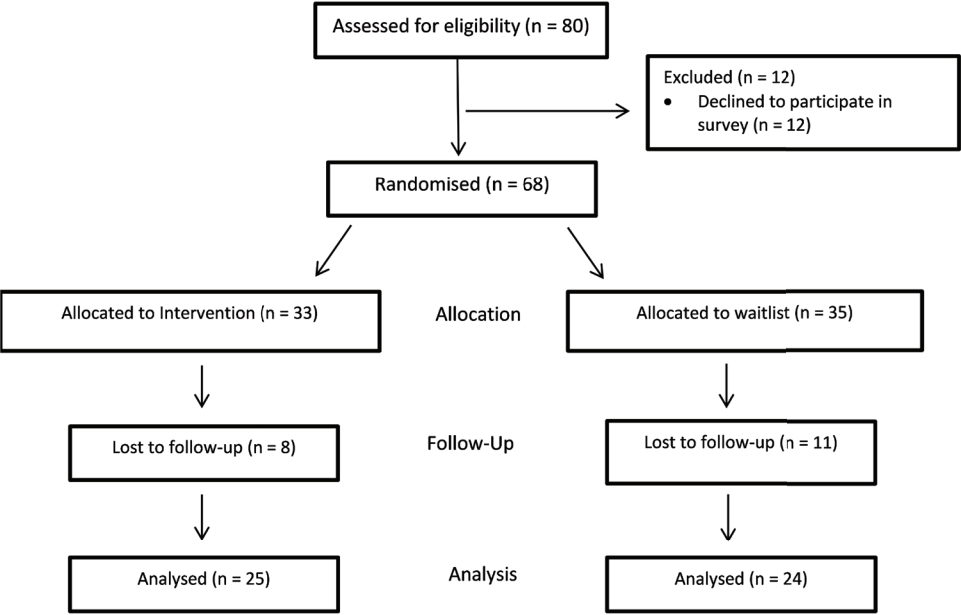 Assessed for eligibility (n = 80)
Excluded (n = 12)
• Declined to participate in
survey (n = 12)
Randomised (n = 68)
Allocated to Intervention (n = 33)
Allocation
Allocated to waitlist (n = 35)
Lost to follow-up (n = 8)
Follow-Up
Lost to follow-up (n = 11)
Analysed (n = 25)
Analysis
Analysed (n = 24)